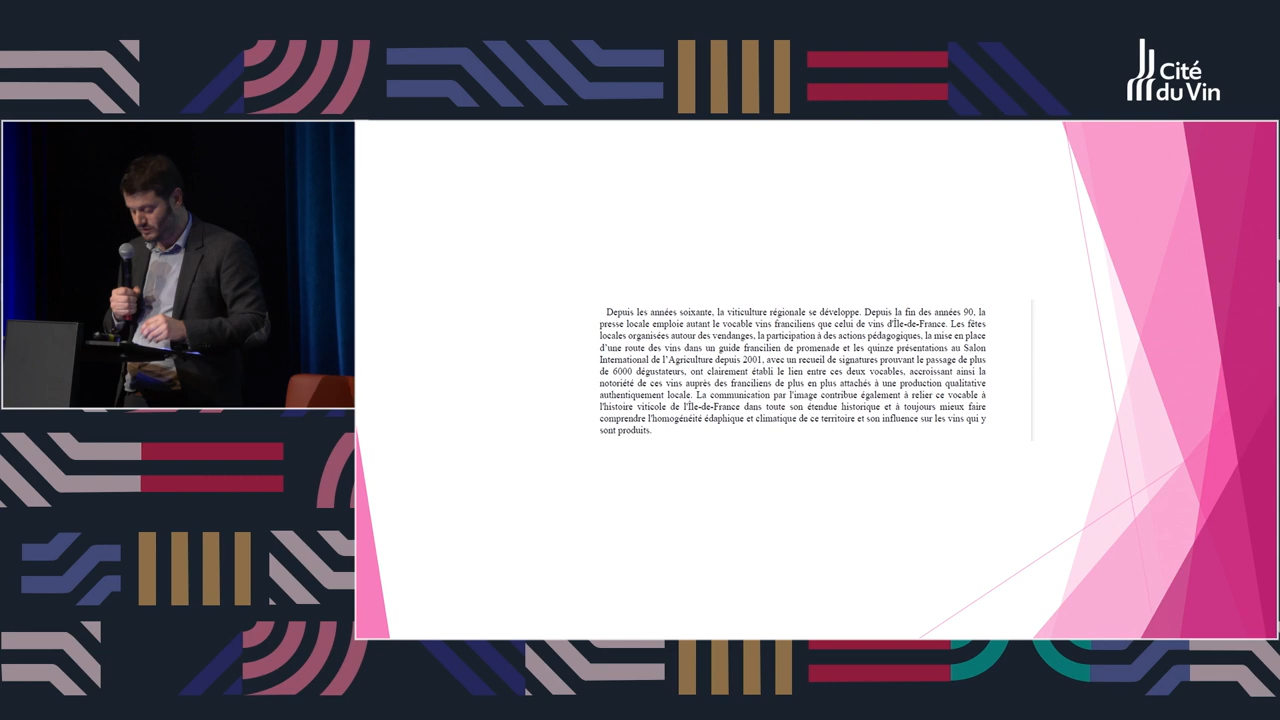 Cité
du Vin
Depuis les années soixante, la viticulture régionale se développe. Depuis la fin des années 90, la
presse locale emploie autant le vocable vins franciliens que celui de vins d'Île-de-France. Les fêtes
locales organisées autour des vendanges, la participation à des actions pédagogiques, la mise en place
d'une route des vins dans un guide francilien de promenade et les quinze présentations au Salon
International de l'Agriculture depuis 2001, avec un recueil de signatures prouvant le passage de plus
de 6000 dégustateurs, ont clairement établi le lien entre ces deux vocables, accroissant ainsi la
notoriété de ces vins auprès des franciliens de plus en plus attachés à une production qualitative
authentiquement locale. La communication par l'image contribue également à relier ce vocable à
l'histoire viticole de l'Île-de-France dans toute son étendue historique et à toujours mieux faire
comprendre l'homogénéité édaphique et climatique de ce territoire et son influence sur les vins qui y
sont produits.